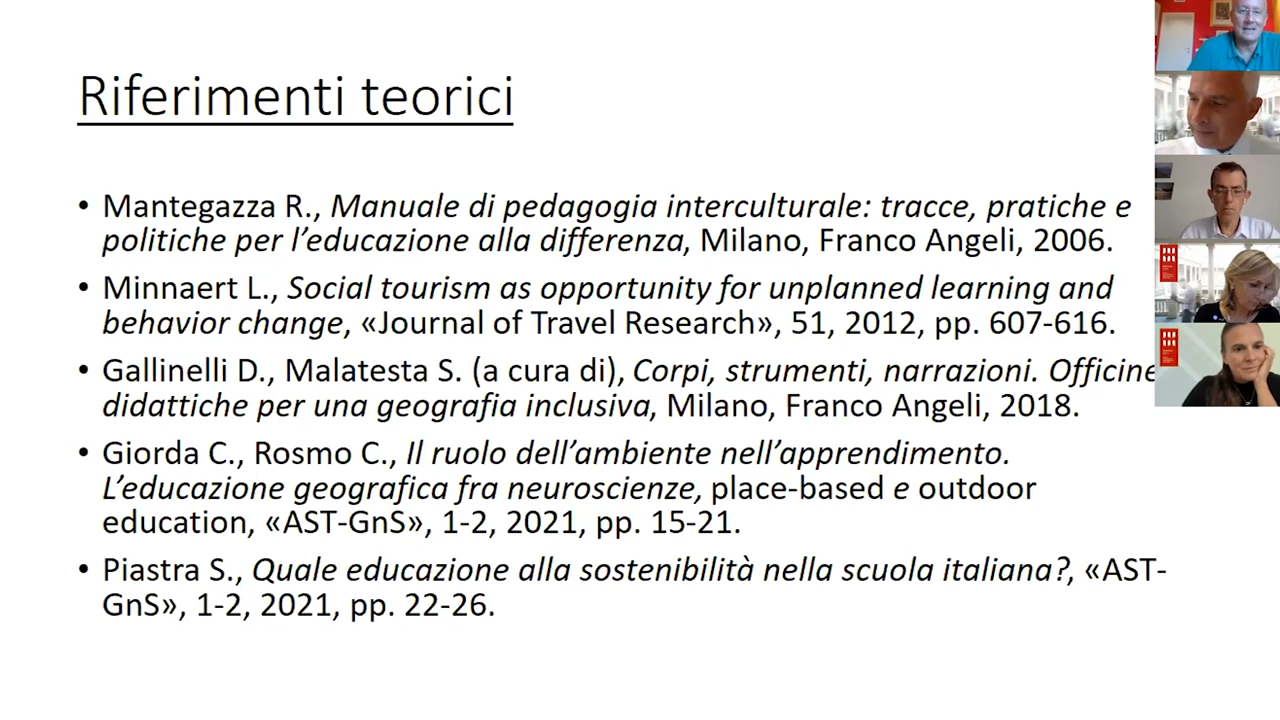 Riferimenti teorici
• Mantegazza R., Manuale di pedagogia interculturale: tracce, pratiche e
politiche per l’educazione alla differenza, Milano, Franco Angeli, 2006.
• Minnaert L., Social tourism as opportunity for unplanned learning and
behavior change, «Journal of Travel Research», 51, 2012, pp. 607-616.
• Gallinelli D., Malatesta S. (a cura di), Corpi, strumenti, narrazioni. Officine
didattiche per una geografia inclusiva, Milano, Franco Angeli, 2018.
• Giorda C., Rosmo C., Il ruolo dell’ambiente nell’apprendimento.
L’educazione geografica fra neuroscienze, place-based e outdoor
education, «AST-GnS», 1-2, 2021, pp. 15-21.
• Piastra S., Quale educazione alla sostenibilità nella scuola italiana?, «AST-
GnS», 1-2, 2021, pp. 22-26.